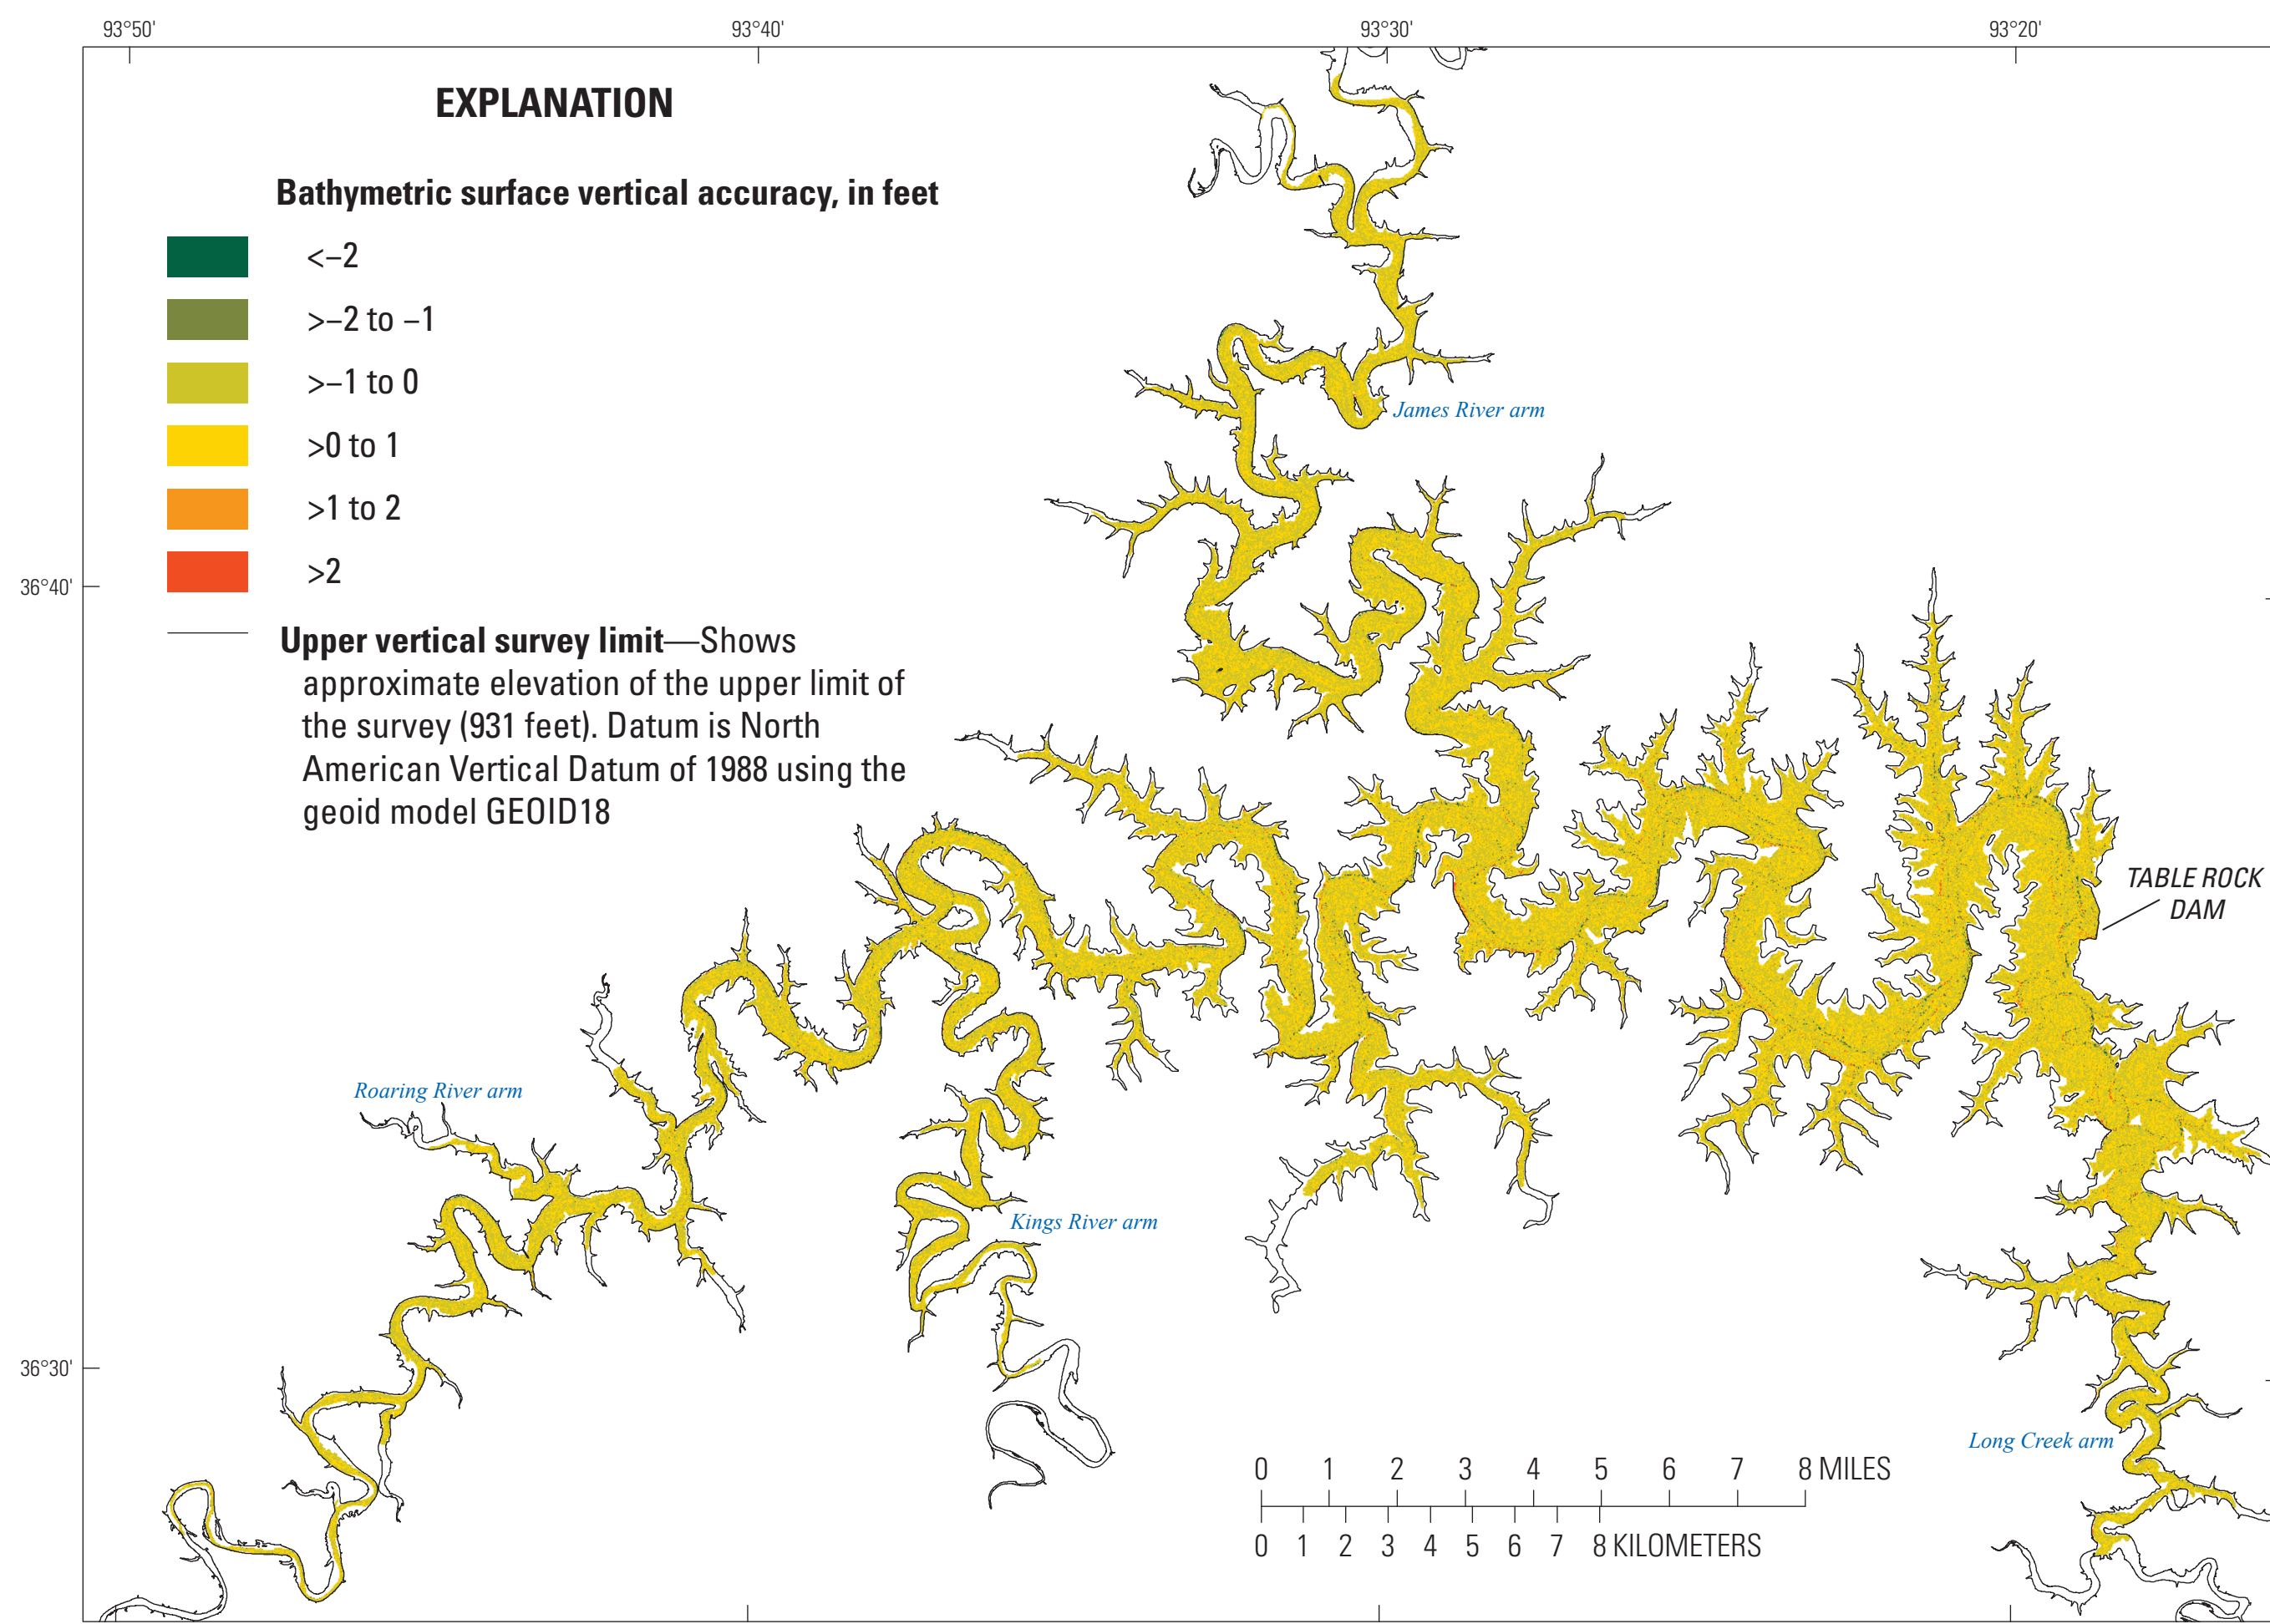 93°50' 93°40' 93°30' 93°20'
EXPLANATION
Bathymetric surface vertical accuracy, in feet
<–2
>–2 to –1
>–1 to 0
>0 to 1
>1 to 2
>2
Upper vertical survey limit—Shows
approximate elevation of the upper limit of
the survey (931 feet). Datum is North
American Vertical Datum of 1988 using the
geoid model GEOID18
James River arm
36°40'
TABLE ROCK
DAM
Roaring River arm
Kings River arm
36°30'
Long Creek arm
0 1 2 3 4 5 6 7 8 MILES
0 1 2 3 4 5 6 7 8 KILOMETERS